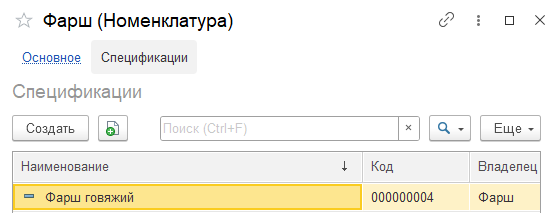 Фарш (Номенклатура)
Основное Спецификации
Спецификации
Создать Поиск (Ctrl+F) × Еще
Наименование ↓ Код Владелец
Фарш говяжий 000000004 Фарш